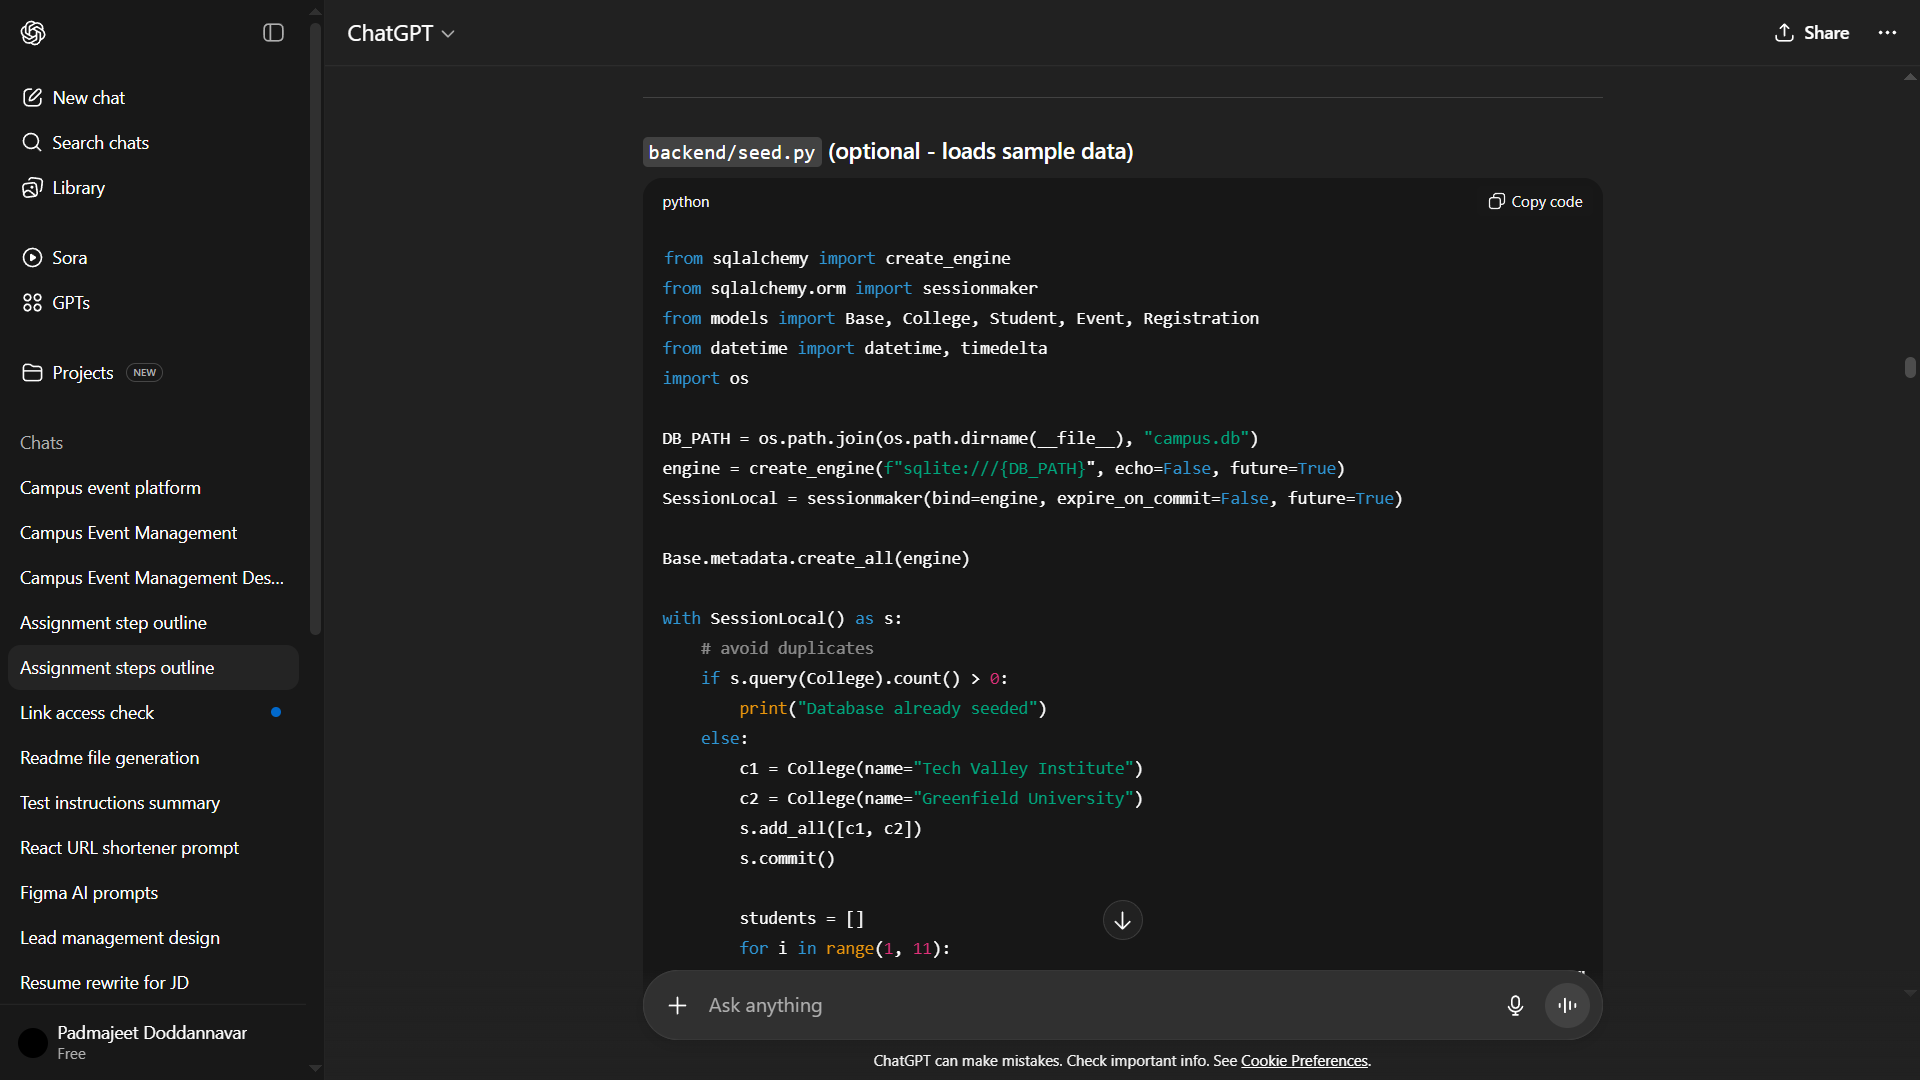 New chat
Search chats
Library
Sora
GPTs
Projects NEW
Chats
Campus event platform
Campus Event Management
Campus Event Management Des...
Assignment step outline
Assignment steps outline
Link access check
Readme file generation
Test instructions summary
React URL shortener prompt
Figma AI prompts
Lead management design
Resume rewrite for JD
Padmajeet Doddannavar
Free
ChatGPT
Share
backend/seed.py (optional - loads sample data)
python
Copy code
from sqlalchemy import create_engine
from sqlalchemy.orm import sessionmaker
from models import Base, College, Student, Event, Registration
from datetime import datetime, timedelta
import os
DB_PATH = os.path.join(os.path.dirname(__file__), "campus.db")
engine = create_engine(f"sqlite:///{DB_PATH}", echo=False, future=True)
SessionLocal = sessionmaker(bind=engine, expire_on_commit=False, future=True)
Base.metadata.create_all(engine)
with SessionLocal() as s:
    # avoid duplicates
    if s.query(College).count() > 0:
        print("Database already seeded")
    else:
        c1 = College(name="Tech Valley Institute")
        c2 = College(name="Greenfield University")
        s.add_all([c1, c2])
        s.commit()
        students = []
        for i in range(1, 11):
Ask anything
ChatGPT can make mistakes. Check important info. See Cookie Preferences.